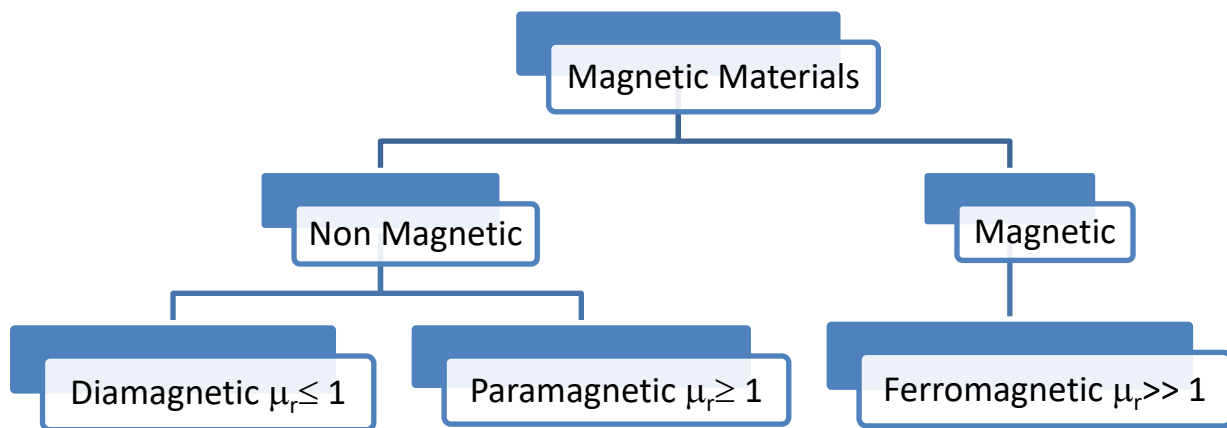 Magnetic Materials
Non Magnetic
Magnetic
Diamagnetic μr≤ 1
Paramagnetic μr≥ 1
Ferromagnetic μr>> 1